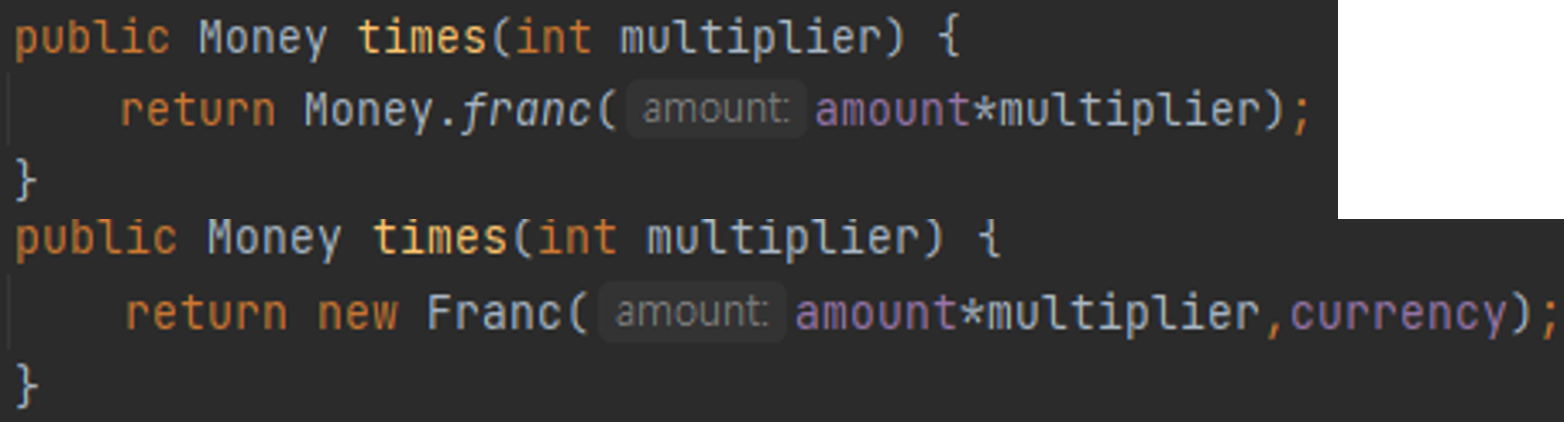 public Money times(int multiplier) {
return Money.franc( amount: amount*multiplier);
}
public Money times(int multiplier) {
return new Franc( amount: amount*multiplier,currency);
}